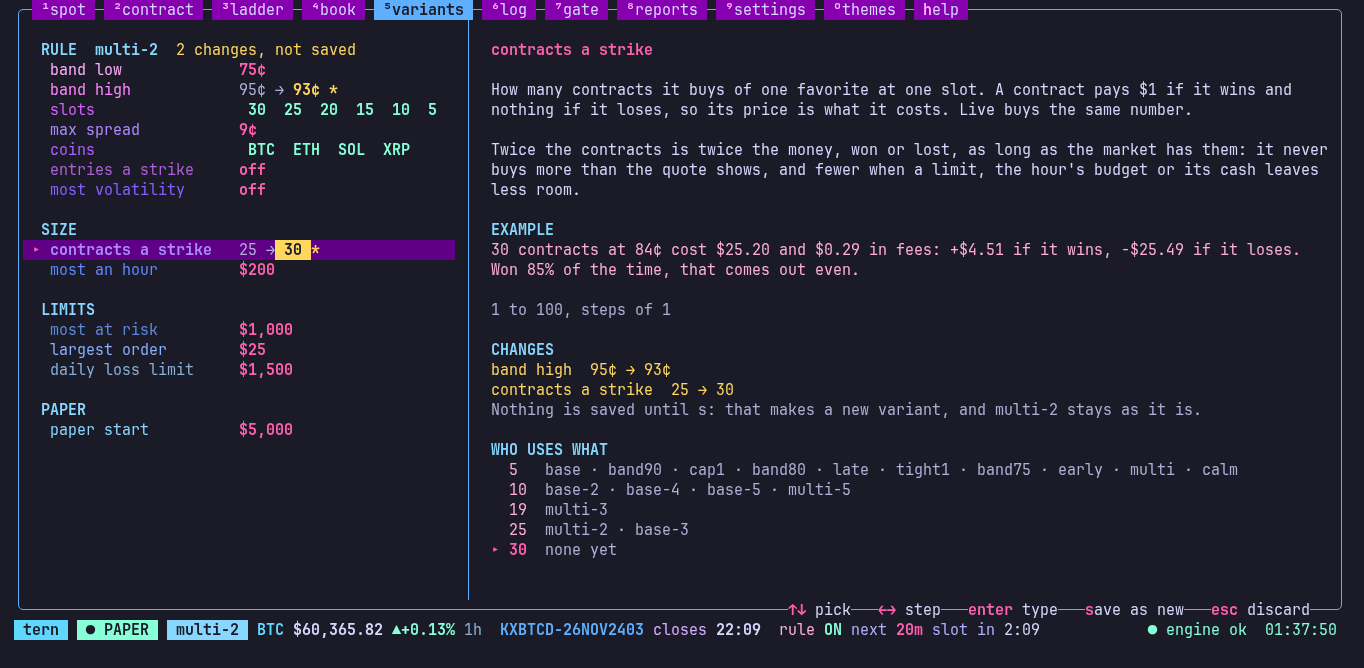 ¹spot ²contract ³ladder ⁴book ⁵variants ⁶log ⁷gate ⁸reports ⁹settings ⁰themes help
RULE multi-2 2 changes, not saved
band low 75¢
band high 95¢ → 93¢ *
slots 30 25 20 15 10 5
max spread 9¢
coins BTC ETH SOL XRP
entries a strike off
most volatility off
SIZE
▸ contracts a strike 25 → 30 *
most an hour $200
LIMITS
most at risk $1,000
largest order $25
daily loss limit $1,500
PAPER
paper start $5,000
contracts a strike
How many contracts it buys of one favorite at one slot. A contract pays $1 if it wins and
nothing if it loses, so its price is what it costs. Live buys the same number.
Twice the contracts is twice the money, won or lost, as long as the market has them: it never
buys more than the quote shows, and fewer when a limit, the hour's budget or its cash leaves
less room.
EXAMPLE
30 contracts at 84¢ cost $25.20 and $0.29 in fees: +$4.51 if it wins, -$25.49 if it loses.
Won 85% of the time, that comes out even.
1 to 100, steps of 1
CHANGES
band high 95¢ → 93¢
contracts a strike 25 → 30
Nothing is saved until s: that makes a new variant, and multi-2 stays as it is.
WHO USES WHAT
5 base · band90 · cap1 · band80 · late · tight1 · band75 · early · multi · calm
10 base-2 · base-4 · base-5 · multi-5
19 multi-3
25 multi-2 · base-3
▸ 30 none yet
↑↓ pick ←→ step enter type save as new esc discard
tern ● PAPER multi-2 BTC $60,365.82 ▲+0.13% 1h KXBTCD-26NOV2403 closes 22:09 rule ON next 20m slot in 2:09 ● engine ok 01:37:50